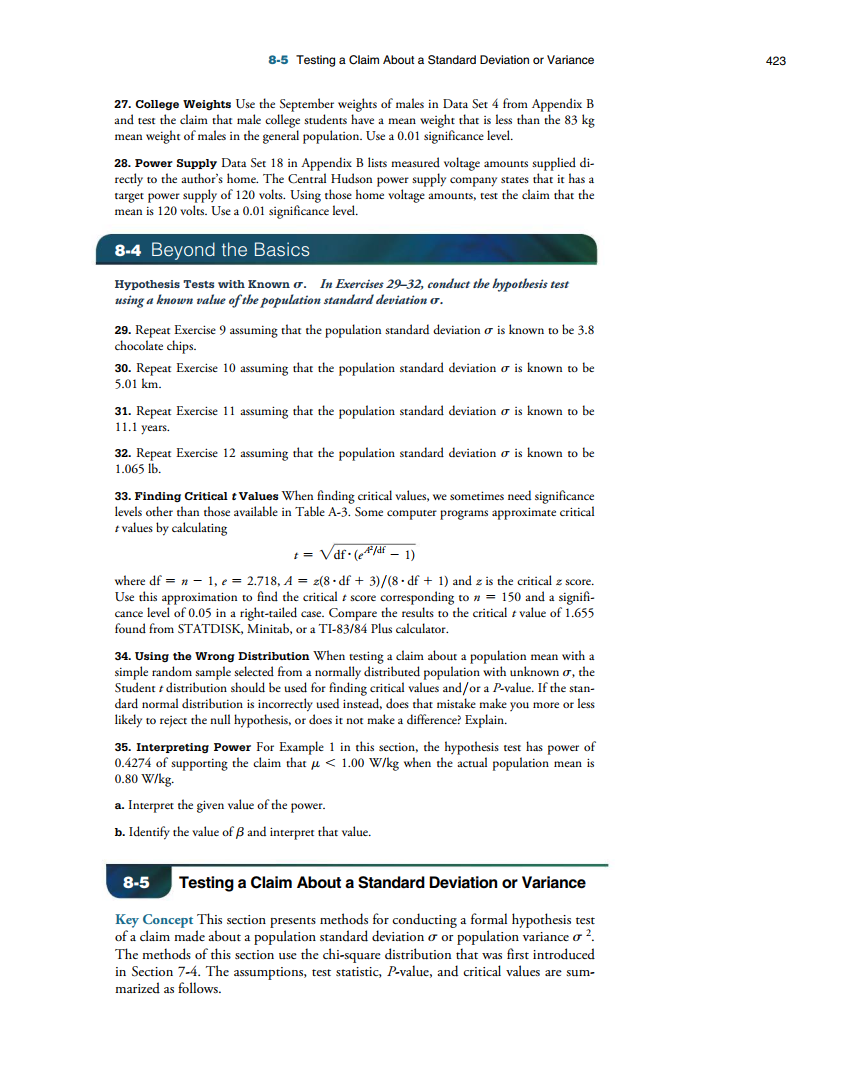 8-5 Testing a Claim About a Standard Deviation or Variance 423
27. College Weights Use the September weights of males in Data Set 4 from Appendix B
and test the claim that male college students have a mean weight that is less than the 83 kg
mean weight of males in the general population. Use a 0.01 significance level.
28. Power Supply Data Set 18 in Appendix B lists measured voltage amounts supplied di-
rectly to the author's home. The Central Hudson power supply company states that it has a
target power supply of 120 volts. Using those home voltage amounts, test the claim that the
mean is 120 volts. Use a 0.01 significance level.
8-4 Beyond the Basics
Hypothesis Tests with Known σ. In Exercises 29–32, conduct the hypothesis test
using a known value of the population standard deviation σ.
29. Repeat Exercise 9 assuming that the population standard deviation σ is known to be 3.8
chocolate chips.
30. Repeat Exercise 10 assuming that the population standard deviation σ is known to be
5.01 km.
31. Repeat Exercise 11 assuming that the population standard deviation σ is known to be
11.1 years.
32. Repeat Exercise 12 assuming that the population standard deviation σ is known to be
1.065 lb.
33. Finding Critical t Values When finding critical values, we sometimes need significance
levels other than those available in Table A-3. Some computer programs approximate critical
t values by calculating
t = √(df · (e^(A²/df) − 1))
where df = n − 1, e = 2.718, A = z(8 · df + 3)/(8 · df + 1) and z is the critical z score.
Use this approximation to find the critical t score corresponding to n = 150 and a signifi-
cance level of 0.05 in a right-tailed case. Compare the results to the critical t value of 1.655
found from STATDISK, Minitab, or a TI-83/84 Plus calculator.
34. Using the Wrong Distribution When testing a claim about a population mean with a
simple random sample selected from a normally distributed population with unknown σ, the
Student t distribution should be used for finding critical values and/or a P-value. If the stan-
dard normal distribution is incorrectly used instead, does that mistake make you more or less
likely to reject the null hypothesis, or does it not make a difference? Explain.
35. Interpreting Power For Example 1 in this section, the hypothesis test has power of
0.4274 of supporting the claim that μ < 1.00 W/kg when the actual population mean is
0.80 W/kg.
a. Interpret the given value of the power.
b. Identify the value of β and interpret that value.
8-5 Testing a Claim About a Standard Deviation or Variance
Key Concept This section presents methods for conducting a formal hypothesis test
of a claim made about a population standard deviation σ or population variance σ².
The methods of this section use the chi-square distribution that was first introduced
in Section 7-4. The assumptions, test statistic, P-value, and critical values are sum-
marized as follows.